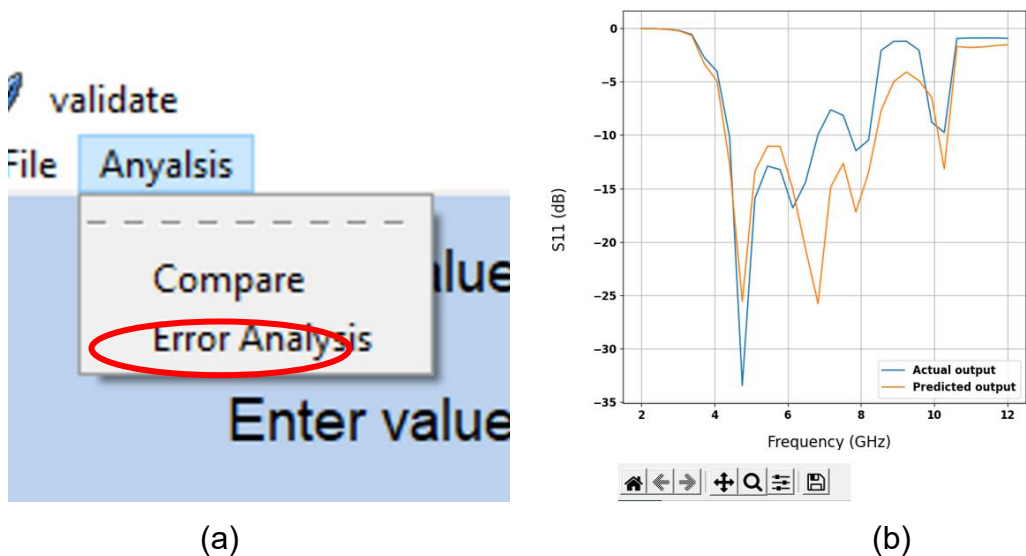 validate
File Anyalsis
Compare
Error Analysis
Enter value
0
−5
−10
−15
−20
−25
−30
−35
S11 (dB)
Actual output
Predicted output
2 4 6 8 10 12
Frequency (GHz)
(a) (b)